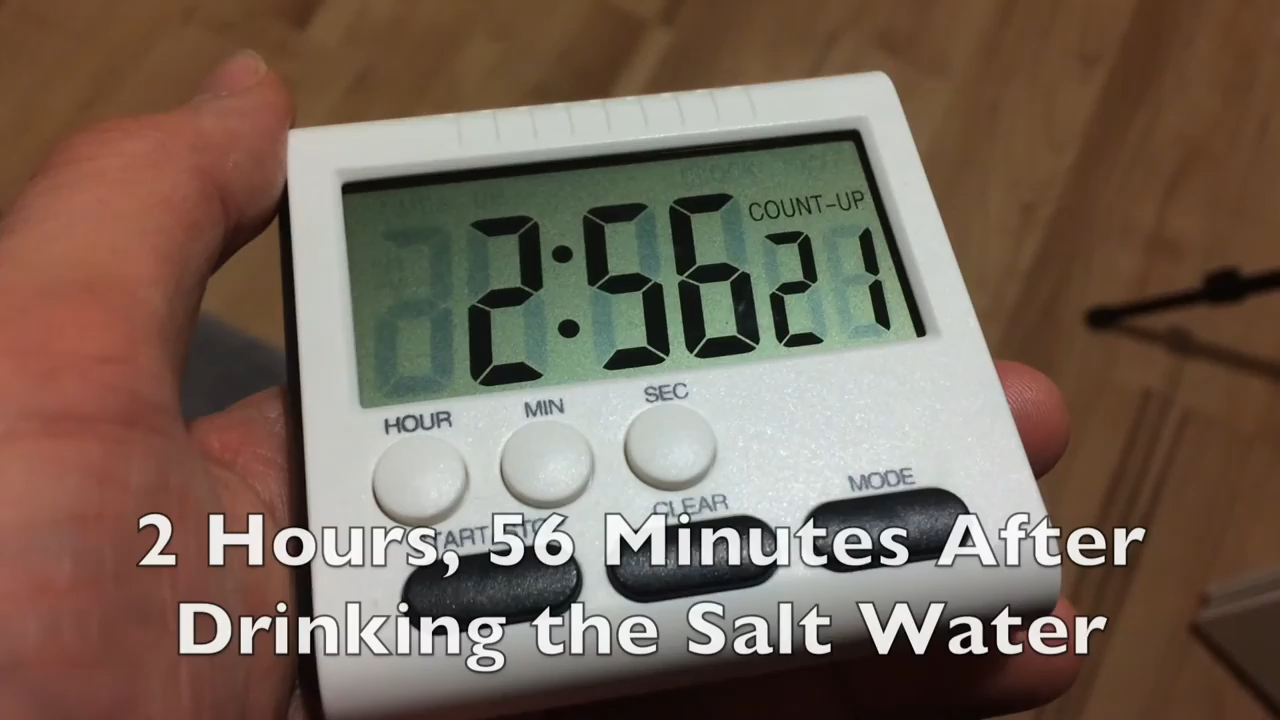 COUNT-UP
2:56 21
HOUR MIN SEC
CLEAR MODE
2 Hours, 56 Minutes After
Drinking the Salt Water